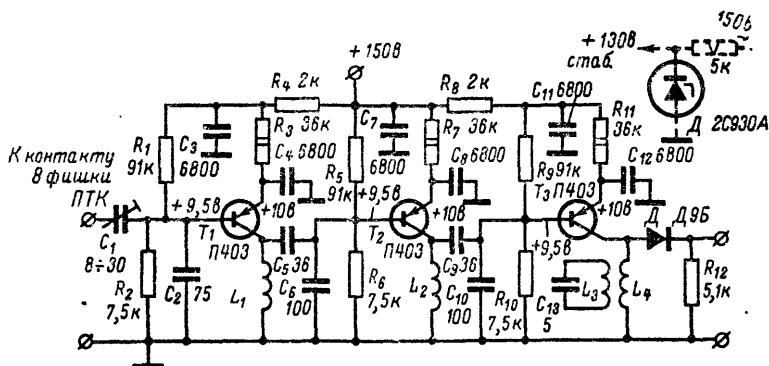 150в
~
+130в
стаб.
5к
+ 150в
Д 2С930А
R4 2к
R8 2к
C11 6800
R3
36к
R7
36к
R11
36к
R1
91к
C3
6800
C4 6800
C7
6800
R5
91к
C8 6800
R9 91к
C12 6800
К контакту
8 фишки
ПТК
+9,5в
+10в
T1
П403
+9,5в
+10в
T2
П403
T3 П403
+10в
+9,5в
Д Д9Б
C1
8÷30
R2
7,5к
C2 75
L1
C5 36
C6
100
R6
7,5к
L2
C9 36
C10
100
R10
7,5к
C13
5
L3
L4
R12
5,1к